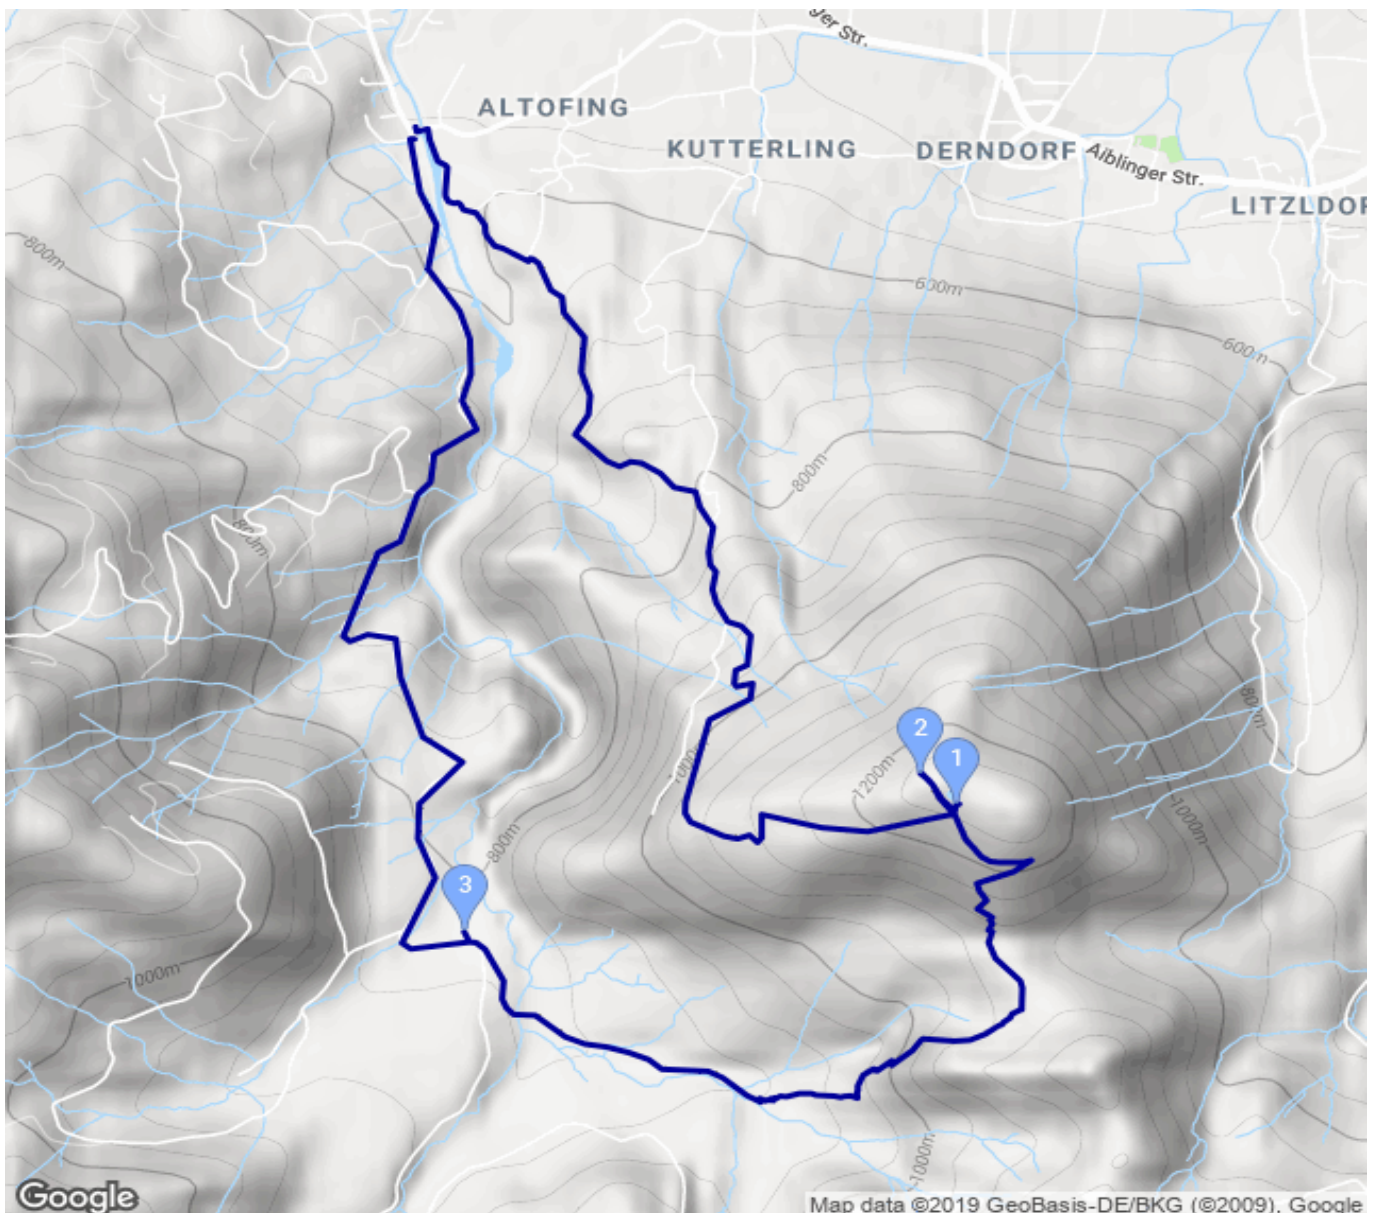 ger Str.
ALTOFING
KUTTERLING
DERNDORF
Aiblinger Str.
LITZLDOR
800m
600m
600m
800m
800m
800m
2
1
1200m
1000m
1000m
800m
3
1000m
1000m
Google
Map data ©2019 GeoBasis-DE/BKG (©2009), Google